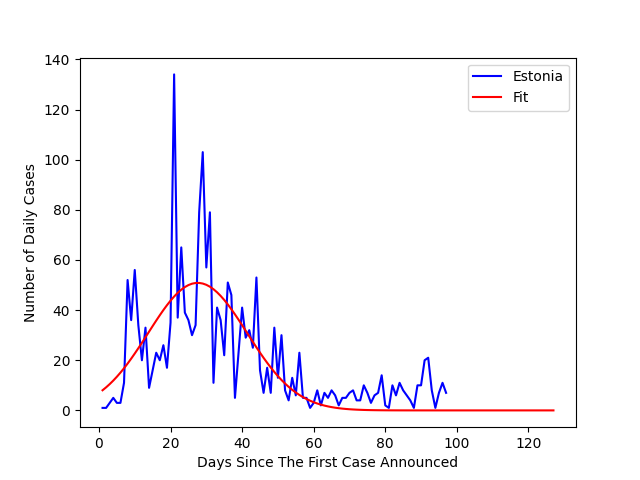 Estonia
Fit
140
120
100
80
60
40
20
0
Number of Daily Cases
0 20 40 60 80 100 120
Days Since The First Case Announced